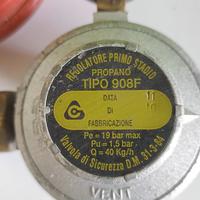 REGOLATORE PRIMO STADIO
PROPANO
TIPO 908F
DATA
DI
FABBRICAZIONE
11
Pe = 19 bar max
Pu = 1,5 bar
Q = 40 Kg/h
Valvola di Sicurezza D.M. 31-3-84
VENT